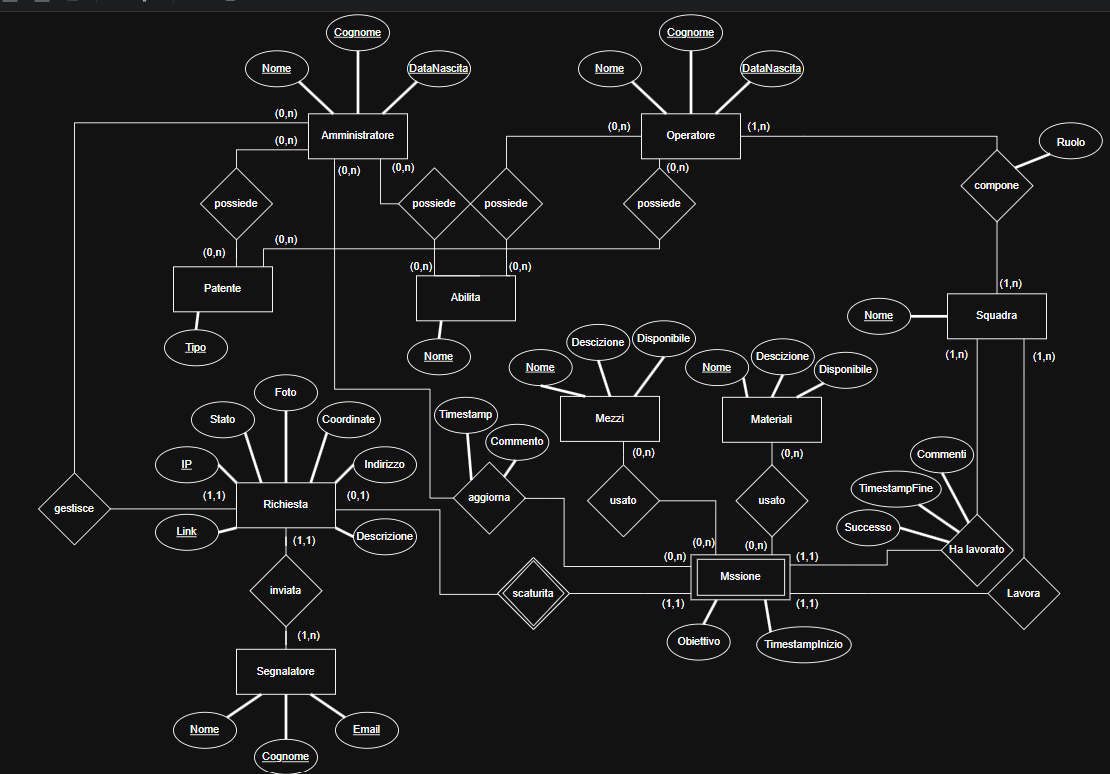 Cognome
Cognome
Nome
DataNascita
Nome
DataNascita
(0,n)
Amministratore
(0,n)
Operatore
(1,n)
(0,n)
Ruolo
(0,n)
(0,n)
(0,n)
compone
possiede
possiede
possiede
possiede
(0,n)
(0,n)
(0,n)
(0,n)
(1,n)
Patente
Abilita
Nome
Squadra
Tipo
Nome
Descizione
Disponibile
(1,n)
(1,n)
Nome
Nome
Descizione
Disponibile
Foto
Stato
Coordinate
Timestamp
Mezzi
Materiali
Commento
(0,n)
(0,n)
Commenti
IP
Indirizzo
TimestampFine
(1,1)
(0,1)
aggiorna
usato
usato
gestisce
Richiesta
Link
Descrizione
Successo
(1,1)
(0,n)
(0,n)
(0,n)
(1,1)
Ha lavorato
Mssione
inviata
scaturita
Lavora
(1,1)
(1,1)
(1,n)
Obiettivo
TimestampInizio
Segnalatore
Nome
Email
Cognome